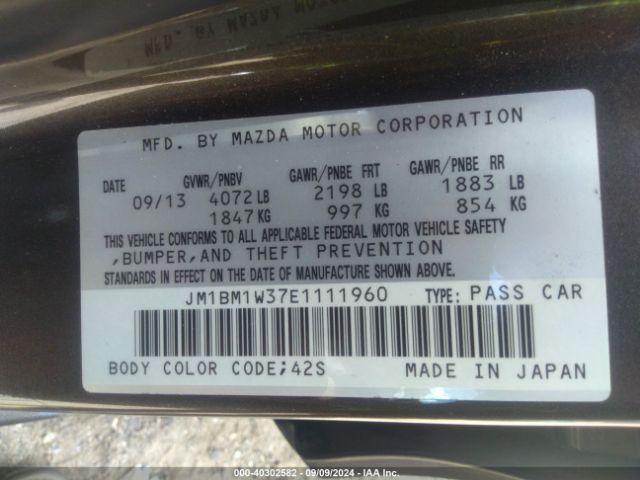 MFD. BY MAZDA MOTOR CORPORATION
DATE GVWR/PNBV GAWR/PNBE FRT GAWR/PNBE RR
09/13 4072 LB 2198 LB 1883 LB
1847 KG 997 KG 854 KG
THIS VEHICLE CONFORMS TO ALL APPLICABLE FEDERAL MOTOR VEHICLE SAFETY
,BUMPER,AND THEFT PREVENTION
STANDARDS IN EFFECT ON THE DATE OF MANUFACTURE SHOWN ABOVE.
JM1BM1W37E1111960 TYPE: PASS CAR
BODY COLOR CODE;42S MADE IN JAPAN
000-40302582 - 09/09/2024 - IAA Inc.